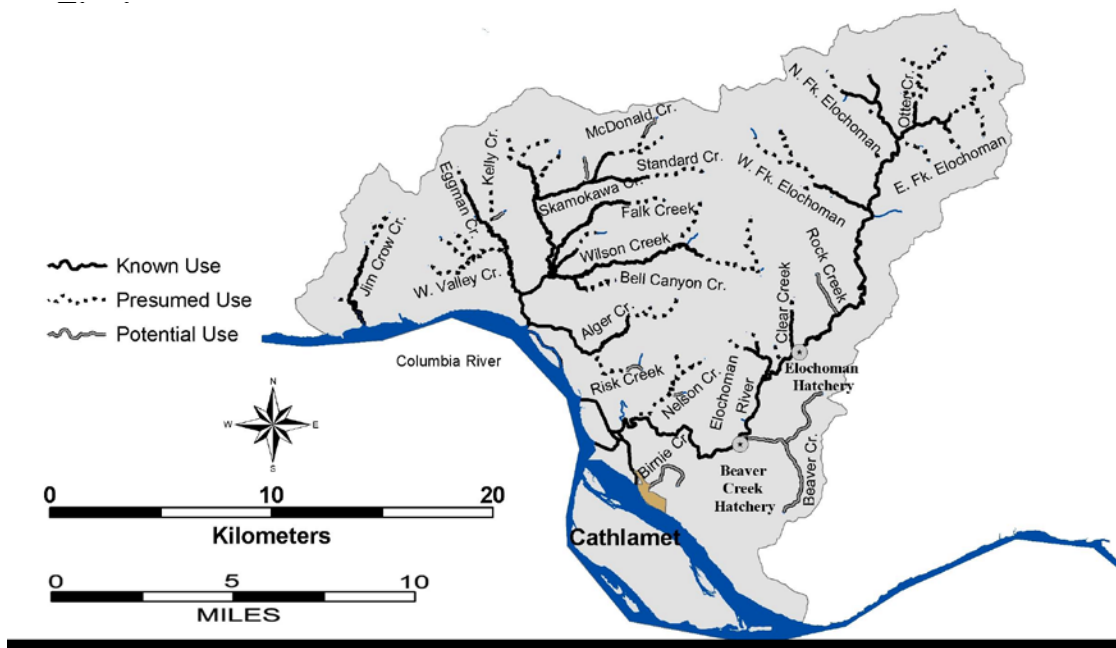 N. Fk. Elochoman
Otter Cr.
McDonald Cr.
Kelly Cr.
Eggman Cr.
Standard Cr.
W. Fk. Elochoman
E. Fk. Elochoman
Skamokawa Cr.
Falk Creek
Jim Crow Cr.
Wilson Creek
Rock Creek
Known Use
W. Valley Cr.
Bell Canyon Cr.
Presumed Use
Clear Creek
Alger Cr.
Potential Use
Columbia River
Elochoman
Hatchery
Risk Creek
Nelson Cr.
Elochoman
River
N
W
E
S
Birnie Cr.
Beaver Cr.
Beaver
Creek
Hatchery
0 10 20
Kilometers
Cathlamet
0 5 10
MILES